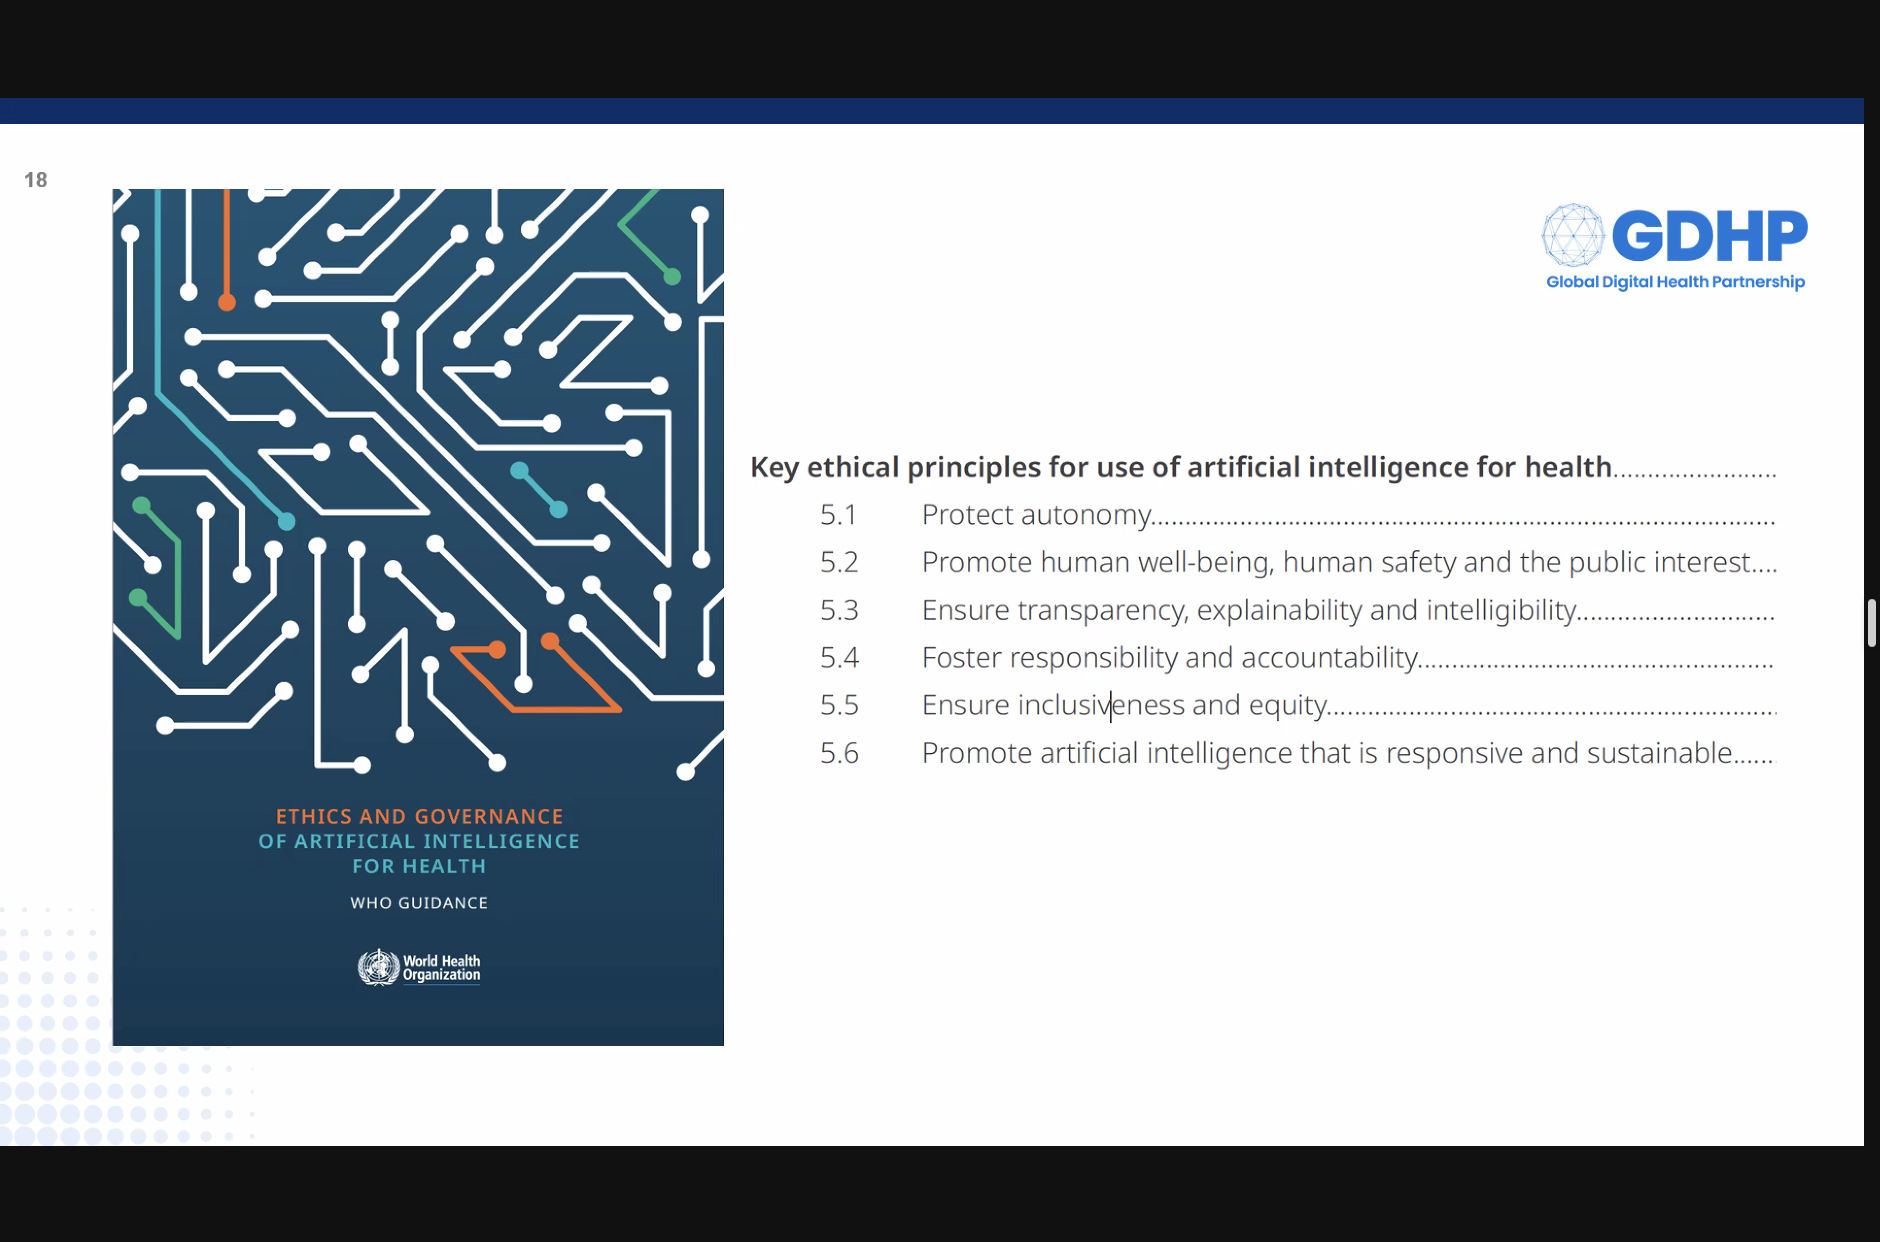 18
GDHP
Global Digital Health Partnership
Key ethical principles for use of artificial intelligence for health........................
5.1 Protect autonomy..........................................................................................
5.2 Promote human well-being, human safety and the public interest....
5.3 Ensure transparency, explainability and intelligibility.............................
5.4 Foster responsibility and accountability....................................................
5.5 Ensure inclusiveness and equity.................................................................
5.6 Promote artificial intelligence that is responsive and sustainable......
ETHICS AND GOVERNANCE
OF ARTIFICIAL INTELLIGENCE
FOR HEALTH
WHO GUIDANCE
World Health
Organization